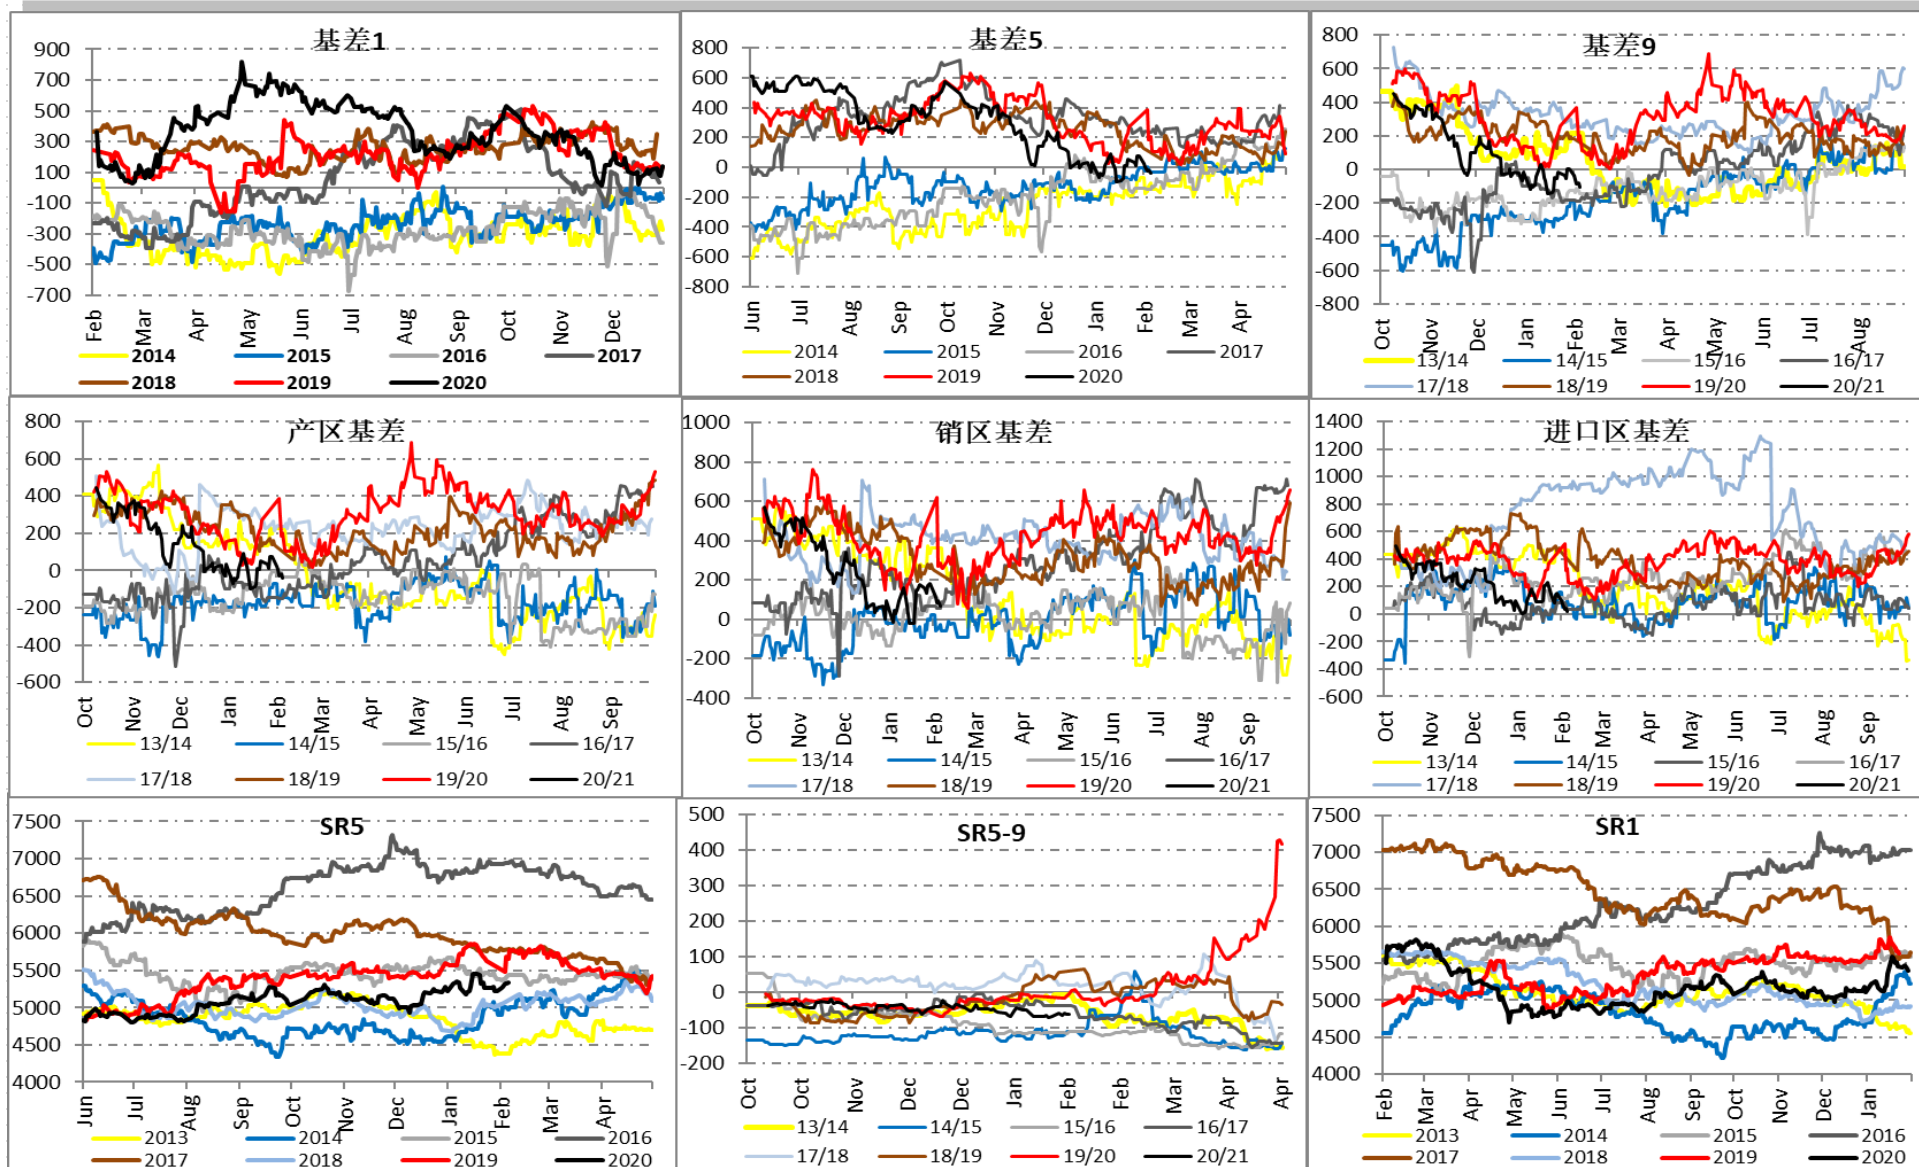 基差1
900
700
500
300
100
-100
-300
-500
-700
Feb Mar Apr May Jun Jul Aug Sep Oct Nov Dec
2014 2015 2016 2017
2018 2019 2020
基差5
800
600
400
200
0
-200
-400
-600
-800
Jun Jul Aug Sep Oct Nov Dec Jan Feb Mar Apr
2014 2015 2016 2017
2018 2019 2020
基差9
800
600
400
200
0
-200
-400
-600
-800
Oct Nov Dec Jan Feb Mar Apr May Jun Jul Aug
13/14 14/15 15/16 16/17
17/18 18/19 19/20 20/21
产区基差
800
600
400
200
0
-200
-400
-600
Oct Nov Dec Jan Feb Mar Apr May Jun Jul Aug Sep
13/14 14/15 15/16 16/17
17/18 18/19 19/20 20/21
销区基差
1000
800
600
400
200
0
-200
-400
Oct Nov Dec Jan Feb Mar Apr May Jun Jul Aug Sep
13/14 14/15 15/16 16/17
17/18 18/19 19/20 20/21
进口区基差
1400
1200
1000
800
600
400
200
0
-200
-400
-600
Oct Nov Dec Jan Feb Mar Apr May Jun Jul Aug Sep
13/14 14/15 15/16 16/17
17/18 18/19 19/20 20/21
SR5
7500
7000
6500
6000
5500
5000
4500
4000
Jun Jul Aug Sep Oct Nov Dec Jan Feb Mar Apr
2013 2014 2015 2016
2017 2018 2019 2020
SR5-9
500
400
300
200
100
0
-100
-200
Oct Oct Nov Dec Dec Jan Feb Feb Mar Apr Apr
13/14 14/15 15/16 16/17
17/18 18/19 19/20 20/21
SR1
7500
7000
6500
6000
5500
5000
4500
4000
Feb Mar Apr May Jun Jul Aug Sep Oct Nov Dec Jan
2013 2014 2015 2016
2017 2018 2019 2020